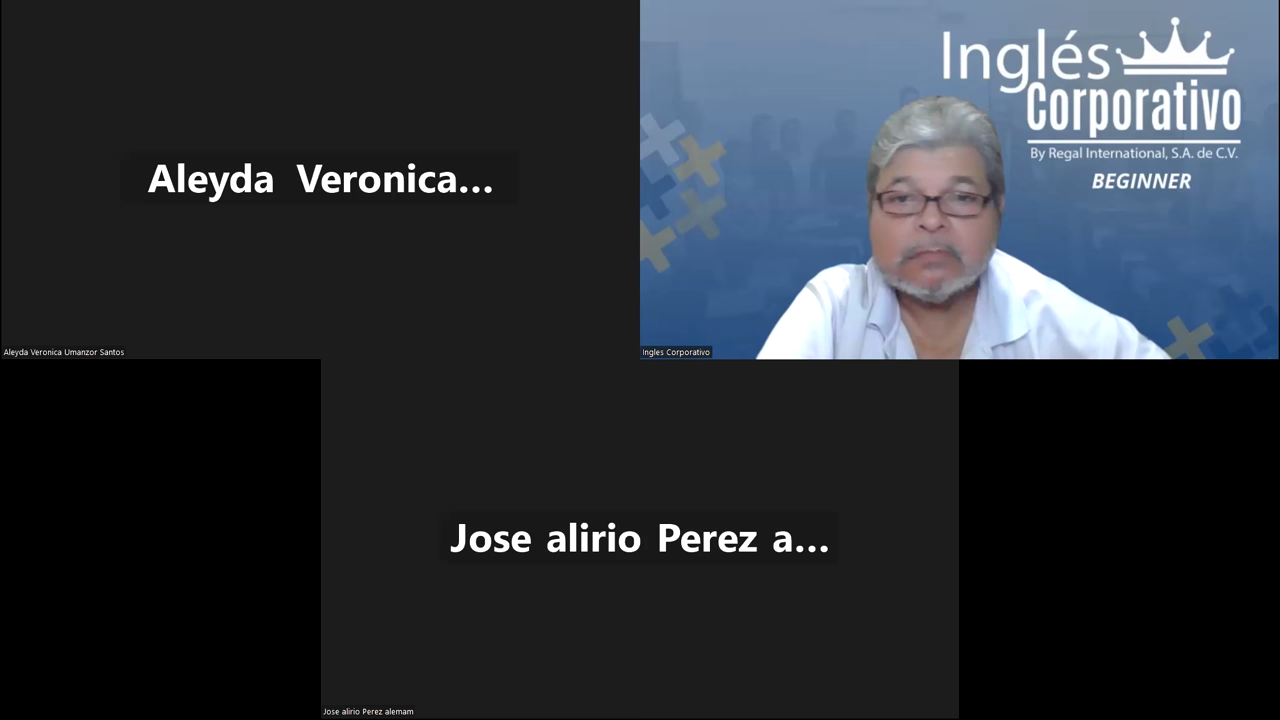 Aleyda Veronica...
Aleyda Veronica Umanzor Santos
Inglés
Corporativo
By Regal International, S.A. de C.V.
BEGINNER
Ingles Corporativo
Jose alirio Perez a...
Jose alirio Perez alemam